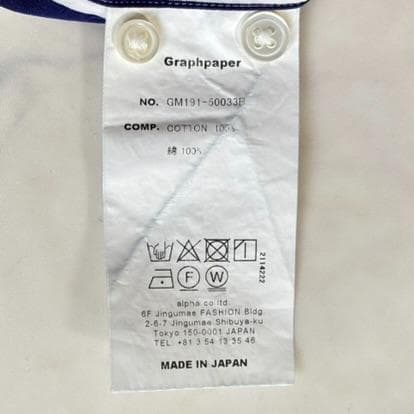 Graphpaper
NO. GM191-50033B
COMP. COTTON 100%
綿 100%
2114222
alpha co ltd.
6F Jingumae FASHION Bldg.
2-6-7 Jingumae Shibuya-ku
Tokyo 150-0001 JAPAN
TEL. +81 3 54 13 35 46
MADE IN JAPAN